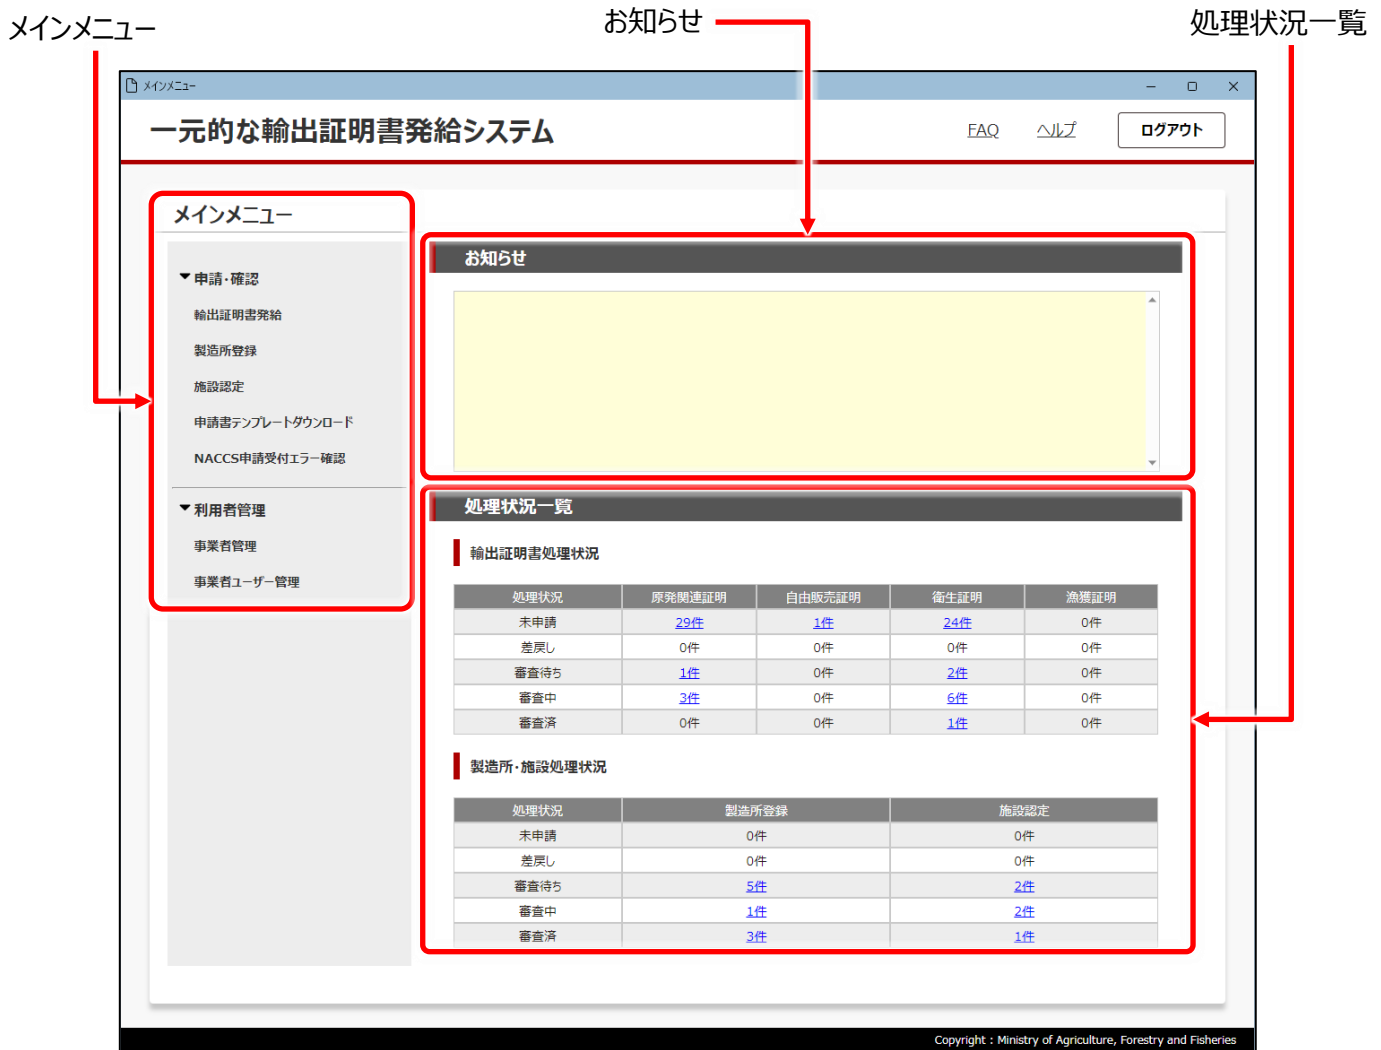 メインメニュー
お知らせ
処理状況一覧
メインメニュー
一元的な輸出証明書発給システム
FAQ ヘルプ ログアウト
メインメニュー
▼申請・確認
輸出証明書発給
製造所登録
施設認定
申請書テンプレートダウンロード
NACCS申請受付エラー確認
▼利用者管理
事業者管理
事業者ユーザー管理
お知らせ
処理状況一覧
輸出証明書処理状況
処理状況 原発関連証明 自由販売証明 衛生証明 漁獲証明
未申請 29件 1件 24件 0件
差戻し 0件 0件 0件 0件
審査待ち 1件 0件 2件 0件
審査中 3件 0件 6件 0件
審査済 0件 0件 1件 0件
製造所・施設処理状況
処理状況 製造所登録 施設認定
未申請 0件 0件
差戻し 0件 0件
審査待ち 5件 2件
審査中 1件 2件
審査済 3件 1件
Copyright : Ministry of Agriculture, Forestry and Fisheries